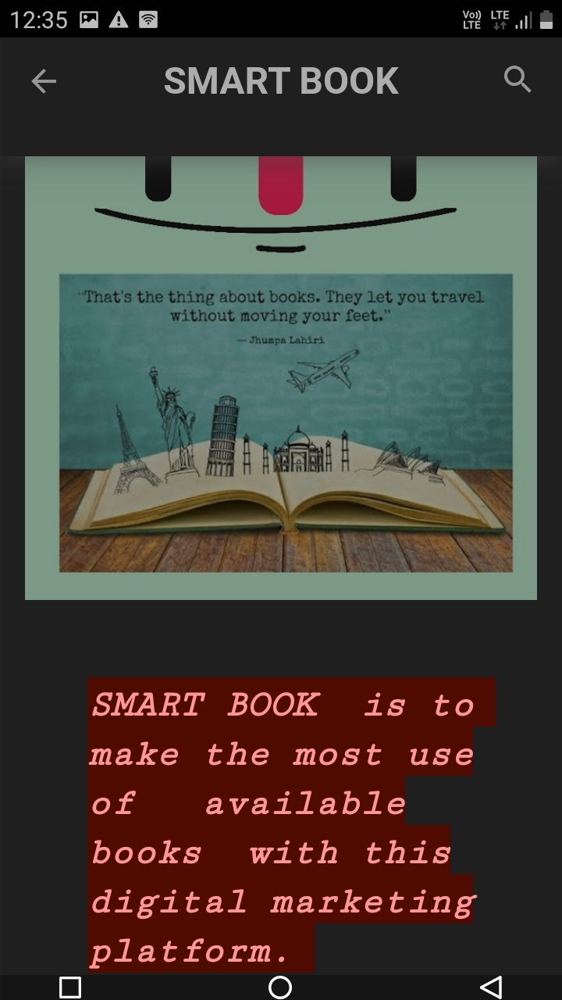 12:35
Vo))
LTE
LTE
SMART BOOK
“That's the thing about books. They let you travel
without moving your feet.”
— Jhumpa Lahiri
SMART BOOK is to
make the most use
of available
books with this
digital marketing
platform.